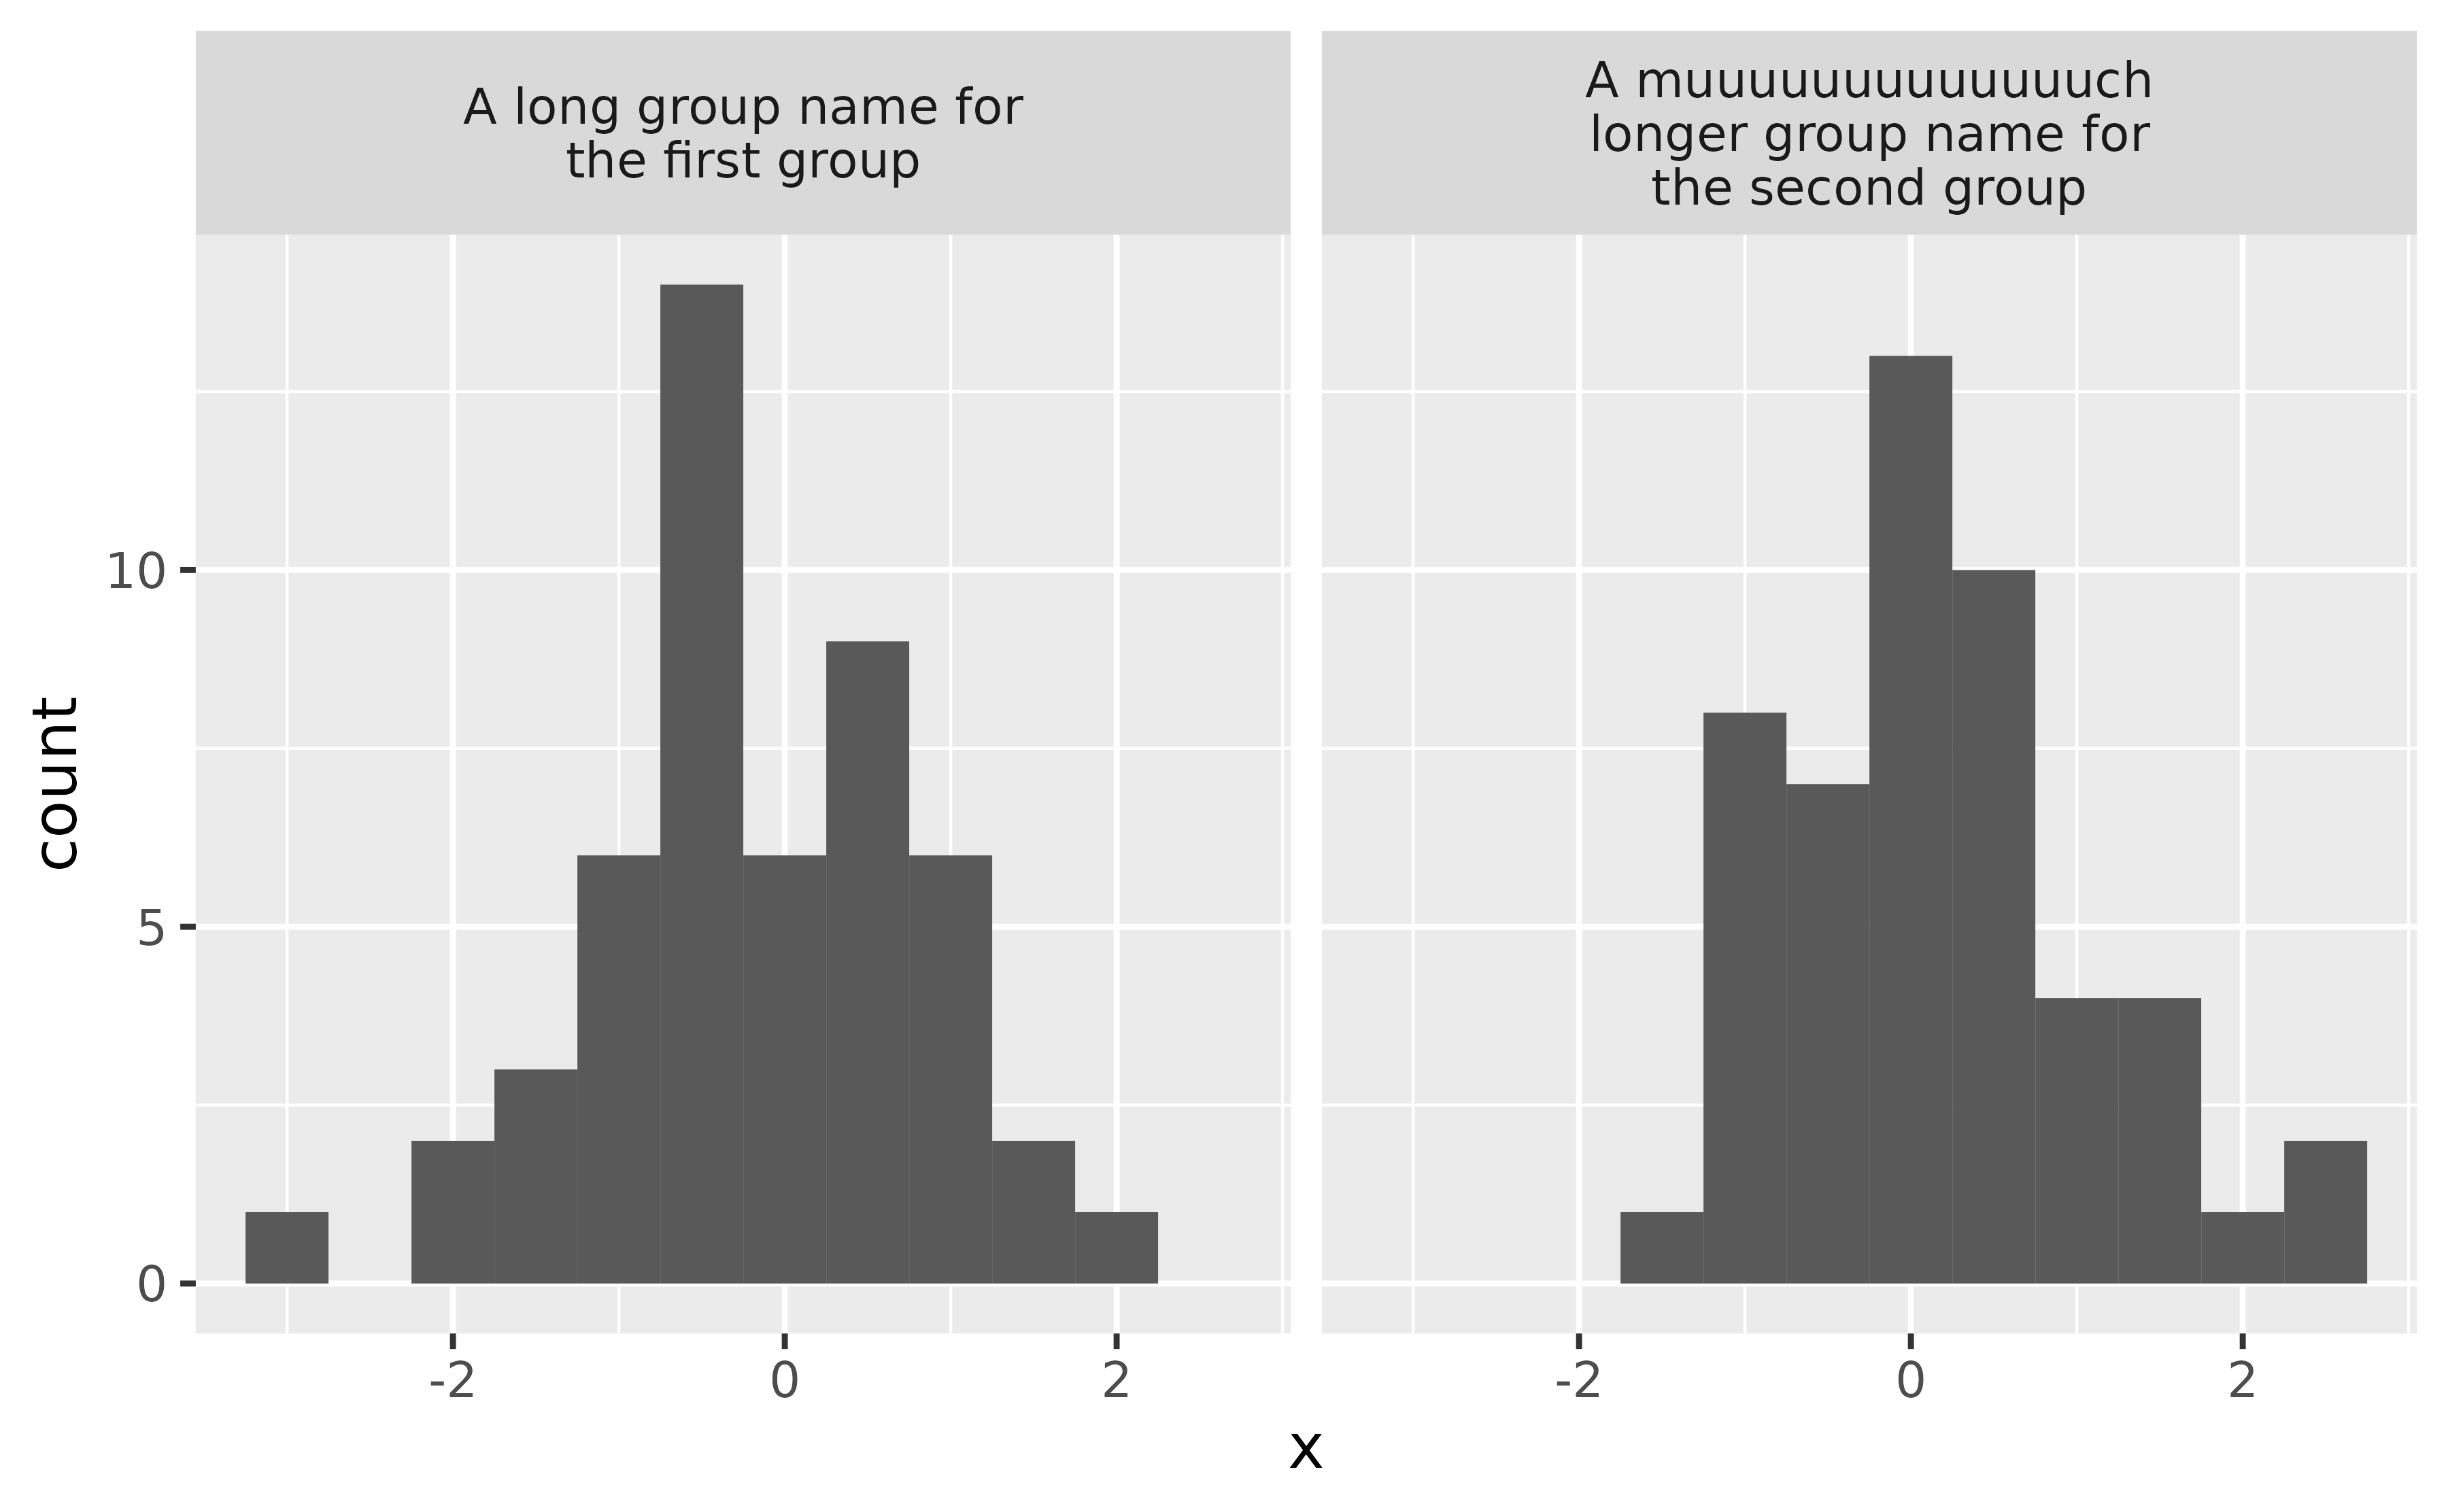 A long group name for
the first group
A muuuuuuuuuuuuuch
longer group name for
the second group
count
10
5
0
-2
0
2
-2
0
2
x